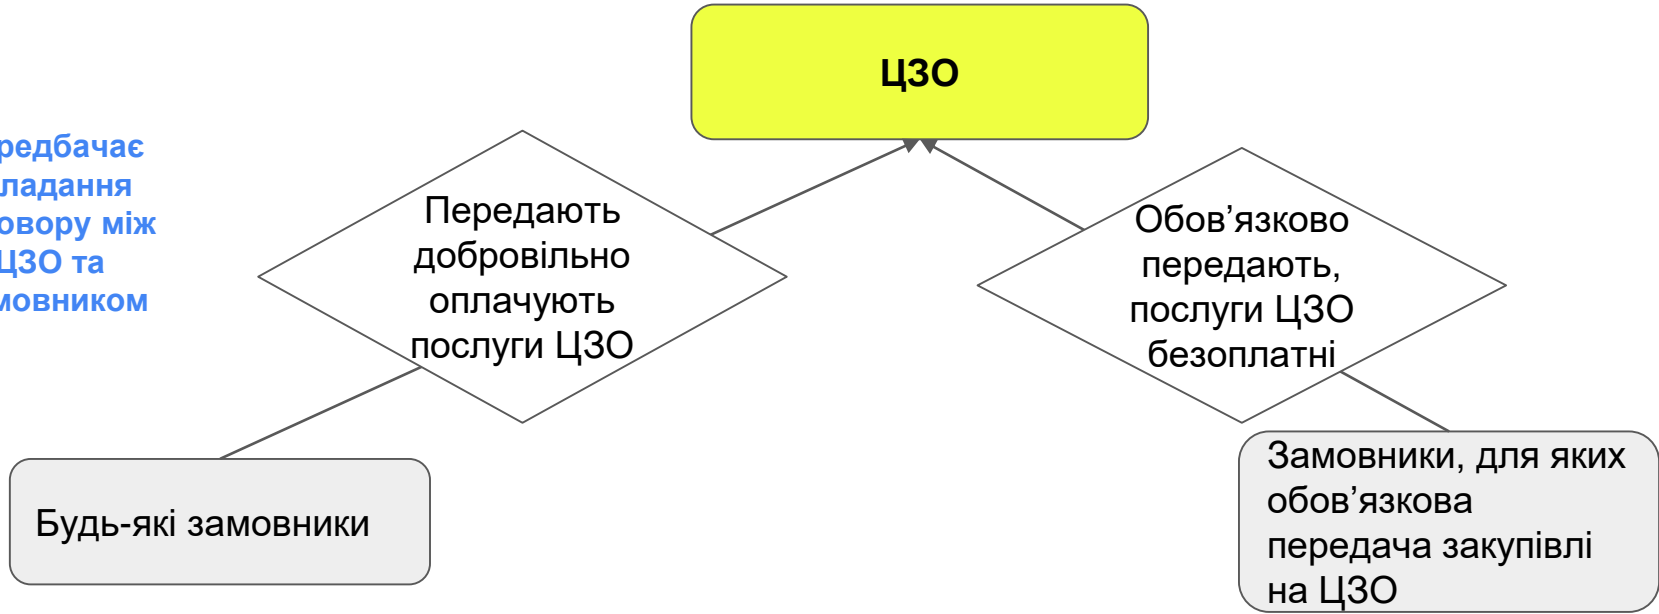 ЦЗО
редбачає
ладання
овору між
ЦЗО та
мовником
Передають
добровільно
оплачують
послуги ЦЗО
Обов’язково
передають,
послуги ЦЗО
безоплатні
Будь-які замовники
Замовники, для яких
обов’язкова
передача закупівлі
на ЦЗО